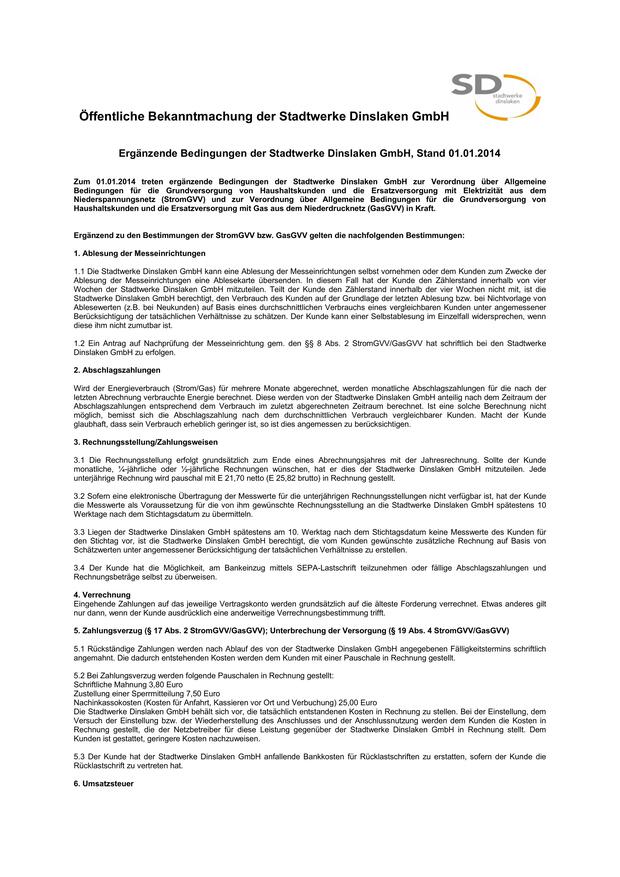 SD
stadtwerke
dinslaken
Öffentliche Bekanntmachung der Stadtwerke Dinslaken GmbH
Ergänzende Bedingungen der Stadtwerke Dinslaken GmbH, Stand 01.01.2014
Zum 01.01.2014 treten ergänzende Bedingungen der Stadtwerke Dinslaken GmbH zur Verordnung über Allgemeine
Bedingungen für die Grundversorgung von Haushaltskunden und die Ersatzversorgung mit Elektrizität aus dem
Niederspannungsnetz (StromGVV) und zur Verordnung über Allgemeine Bedingungen für die Grundversorgung von
Haushaltskunden und die Ersatzversorgung mit Gas aus dem Niederdrucknetz (GasGVV) in Kraft.
Ergänzend zu den Bestimmungen der StromGVV bzw. GasGVV gelten die nachfolgenden Bestimmungen:
1. Ablesung der Messeinrichtungen
1.1 Die Stadtwerke Dinslaken GmbH kann eine Ablesung der Messeinrichtungen selbst vornehmen oder dem Kunden zum Zwecke der
Ablesung der Messeinrichtungen eine Ablesekarte übersenden. In diesem Fall hat der Kunde den Zählerstand innerhalb von vier
Wochen der Stadtwerke Dinslaken GmbH mitzuteilen. Teilt der Kunde den Zählerstand innerhalb der vier Wochen nicht mit, ist die
Stadtwerke Dinslaken GmbH berechtigt, den Verbrauch des Kunden auf der Grundlage der letzten Ablesung bzw. bei Nichtvorlage von
Ablesewerten (z.B. bei Neukunden) auf Basis eines durchschnittlichen Verbrauchs eines vergleichbaren Kunden unter angemessener
Berücksichtigung der tatsächlichen Verhältnisse zu schätzen. Der Kunde kann einer Selbstablesung im Einzelfall widersprechen, wenn
diese ihm nicht zumutbar ist.
1.2 Ein Antrag auf Nachprüfung der Messeinrichtung gem. den §§ 8 Abs. 2 StromGVV/GasGVV hat schriftlich bei den Stadtwerke
Dinslaken GmbH zu erfolgen.
2. Abschlagszahlungen
Wird der Energieverbrauch (Strom/Gas) für mehrere Monate abgerechnet, werden monatliche Abschlagszahlungen für die nach der
letzten Abrechnung verbrauchte Energie berechnet. Diese werden von der Stadtwerke Dinslaken GmbH anteilig nach dem Zeitraum der
Abschlagszahlungen entsprechend dem Verbrauch im zuletzt abgerechneten Zeitraum berechnet. Ist eine solche Berechnung nicht
möglich, bemisst sich die Abschlagszahlung nach dem durchschnittlichen Verbrauch vergleichbarer Kunden. Macht der Kunde
glaubhaft, dass sein Verbrauch erheblich geringer ist, so ist dies angemessen zu berücksichtigen.
3. Rechnungsstellung/Zahlungsweisen
3.1 Die Rechnungsstellung erfolgt grundsätzlich zum Ende eines Abrechnungsjahres mit der Jahresrechnung. Sollte der Kunde
monatliche, ¼-jährliche oder ½-jährliche Rechnungen wünschen, hat er dies der Stadtwerke Dinslaken GmbH mitzuteilen. Jede
unterjährige Rechnung wird pauschal mit E 21,70 netto (E 25,82 brutto) in Rechnung gestellt.
3.2 Sofern eine elektronische Übertragung der Messwerte für die unterjährigen Rechnungsstellungen nicht verfügbar ist, hat der Kunde
die Messwerte als Voraussetzung für die von ihm gewünschte Rechnungsstellung an die Stadtwerke Dinslaken GmbH spätestens 10
Werktage nach dem Stichtagsdatum zu übermitteln.
3.3 Liegen der Stadtwerke Dinslaken GmbH spätestens am 10. Werktag nach dem Stichtagsdatum keine Messwerte des Kunden für
den Stichtag vor, ist die Stadtwerke Dinslaken GmbH berechtigt, die vom Kunden gewünschte zusätzliche Rechnung auf Basis von
Schätzwerten unter angemessener Berücksichtigung der tatsächlichen Verhältnisse zu erstellen.
3.4 Der Kunde hat die Möglichkeit, am Bankeinzug mittels SEPA-Lastschrift teilzunehmen oder fällige Abschlagszahlungen und
Rechnungsbeträge selbst zu überweisen.
4. Verrechnung
Eingehende Zahlungen auf das jeweilige Vertragskonto werden grundsätzlich auf die älteste Forderung verrechnet. Etwas anderes gilt
nur dann, wenn der Kunde ausdrücklich eine anderweitige Verrechnungsbestimmung trifft.
5. Zahlungsverzug (§ 17 Abs. 2 StromGVV/GasGVV); Unterbrechung der Versorgung (§ 19 Abs. 4 StromGVV/GasGVV)
5.1 Rückständige Zahlungen werden nach Ablauf des von der Stadtwerke Dinslaken GmbH angegebenen Fälligkeitstermins schriftlich
angemahnt. Die dadurch entstehenden Kosten werden dem Kunden mit einer Pauschale in Rechnung gestellt.
5.2 Bei Zahlungsverzug werden folgende Pauschalen in Rechnung gestellt:
Schriftliche Mahnung 3,80 Euro
Zustellung einer Sperrmitteilung 7,50 Euro
Nachinkassokosten (Kosten für Anfahrt, Kassieren vor Ort und Verbuchung) 25,00 Euro
Die Stadtwerke Dinslaken GmbH behält sich vor, die tatsächlich entstandenen Kosten in Rechnung zu stellen. Bei der Einstellung, dem
Versuch der Einstellung bzw. der Wiederherstellung des Anschlusses und der Anschlussnutzung werden dem Kunden die Kosten in
Rechnung gestellt, die der Netzbetreiber für diese Leistung gegenüber der Stadtwerke Dinslaken GmbH in Rechnung stellt. Dem
Kunden ist gestattet, geringere Kosten nachzuweisen.
5.3 Der Kunde hat der Stadtwerke Dinslaken GmbH anfallende Bankkosten für Rücklastschriften zu erstatten, sofern der Kunde die
Rücklastschrift zu vertreten hat.
6. Umsatzsteuer